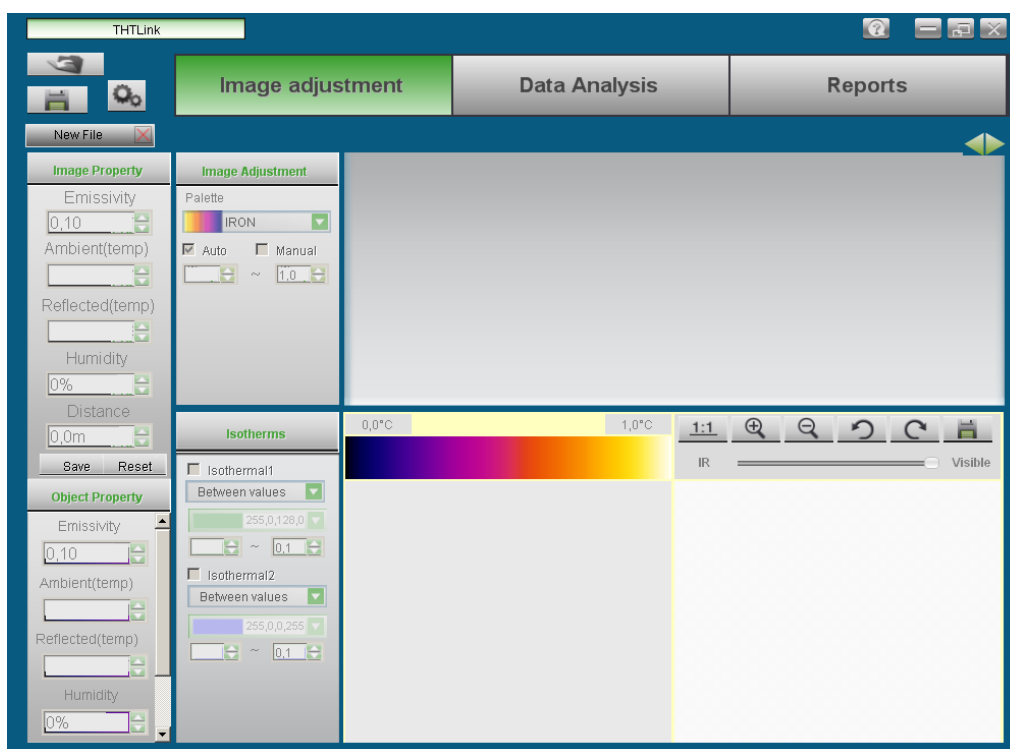 THTLink
Image adjustment
Data Analysis
Reports
New File
Image Property
Emissivity
0,10
Ambient(temp)
Reflected(temp)
Humidity
0%
Distance
0,0m
Save Reset
Object Property
Emissivity
0,10
Ambient(temp)
Reflected(temp)
Humidity
0%
Image Adjustment
Palette
IRON
Auto Manual
~ 1,0
Isotherms
Isothermal1
Between values
255,0,128,0
~ 0,1
Isothermal2
Between values
255,0,0,255
~ 0,1
0,0°C 1,0°C
1:1
IR Visible